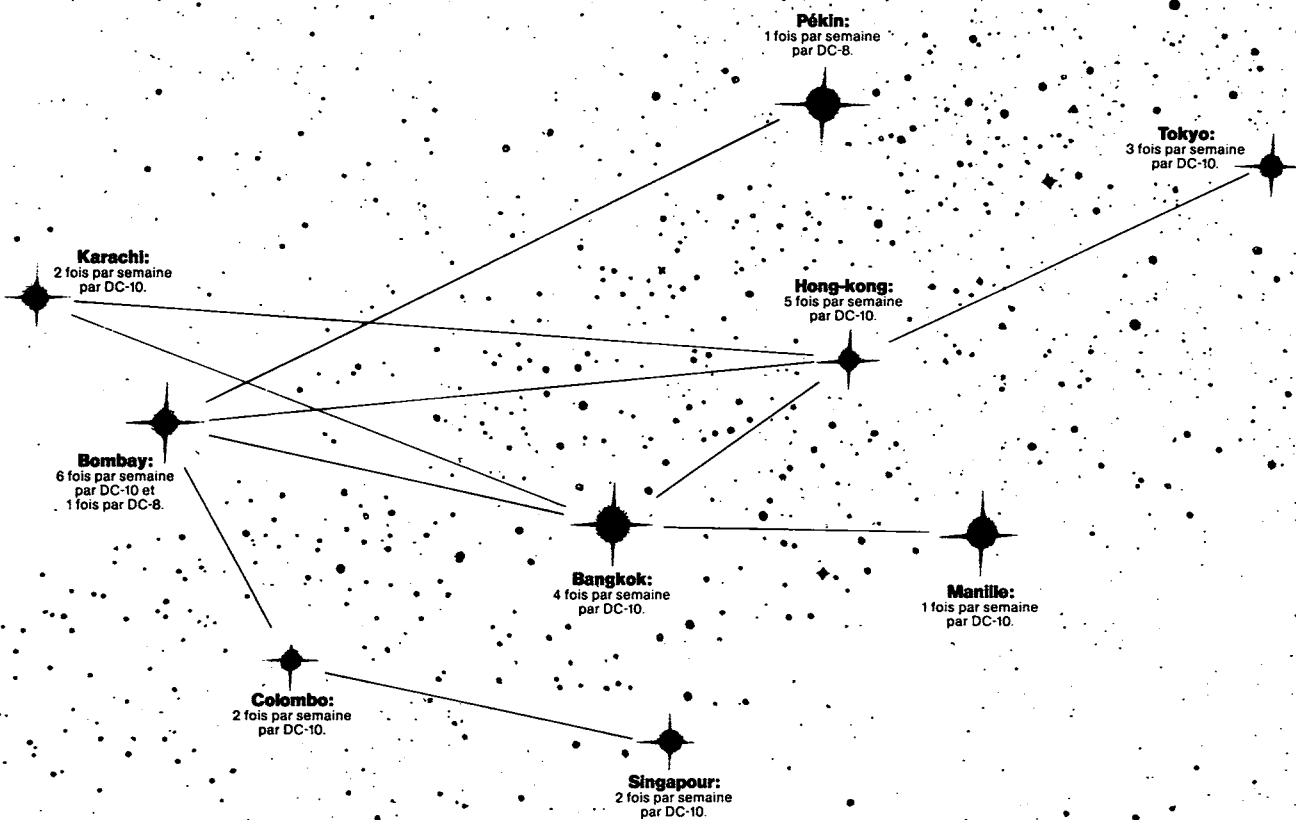 Pékin:
1 fois par semaine
par DC-8.
Tokyo:
3 fois par semaine
par DC-10.
Karachi:
2 fois par semaine
par DC-10.
Hong-kong:
5 fois par semaine
par DC-10.
Bombay:
6 fois par semaine
par DC-10 et
1 fois par DC-8.
Bangkok:
4 fois par semaine
par DC-10.
Manille:
1 fois par semaine
par DC-10.
Colombo:
2 fois par semaine
par DC-10.
Singapour:
2 fois par semaine
par DC-10.